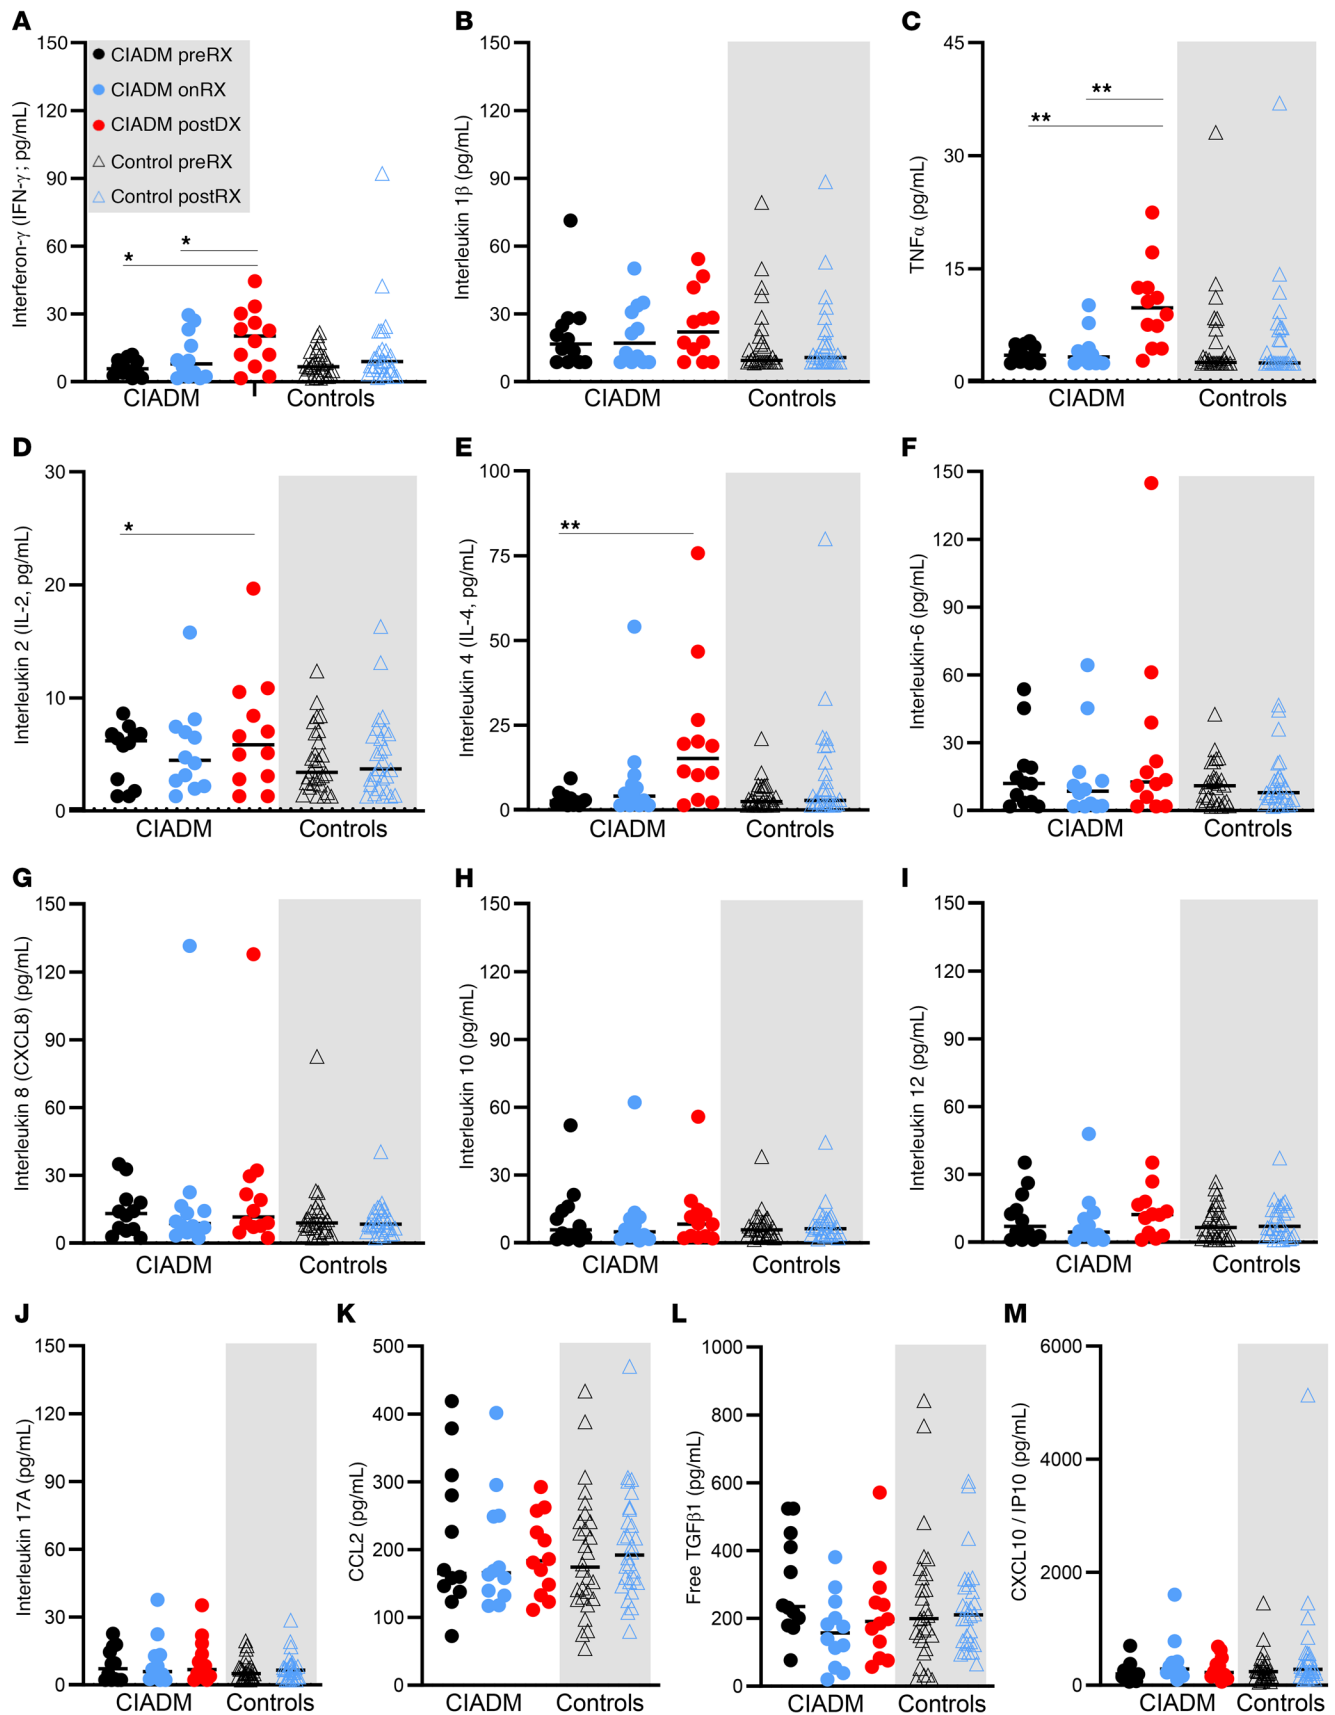 A
Interferon-γ (IFN-γ; pg/mL)
150
120
90
60
30
0
CIADM preRX
CIADM onRX
CIADM postDX
Control preRX
Control postRX
*
*
CIADM
Controls
B
Interleukin 1β (pg/mL)
150
120
90
60
30
0
CIADM
Controls
C
TNFα (pg/mL)
45
30
15
0
**
**
CIADM
Controls
D
Interleukin 2 (IL-2, pg/mL)
30
20
10
0
*
CIADM
Controls
E
Interleukin 4 (IL-4, pg/mL)
100
75
50
25
0
**
CIADM
Controls
F
Interleukin-6 (pg/mL)
150
120
90
60
30
0
CIADM
Controls
G
Interleukin 8 (CXCL8) (pg/mL)
150
120
90
60
30
0
CIADM
Controls
H
Interleukin 10 (pg/mL)
150
120
90
60
30
0
CIADM
Controls
I
Interleukin 12 (pg/mL)
150
120
90
60
30
0
CIADM
Controls
J
Interleukin 17A (pg/mL)
150
120
90
60
30
0
CIADM
Controls
K
CCL2 (pg/mL)
500
400
300
200
100
0
CIADM
Controls
L
Free TGFβ1 (pg/mL)
1000
800
600
400
200
0
CIADM
Controls
M
CXCL10 / IP10 (pg/mL)
6000
4000
2000
0
CIADM
Controls